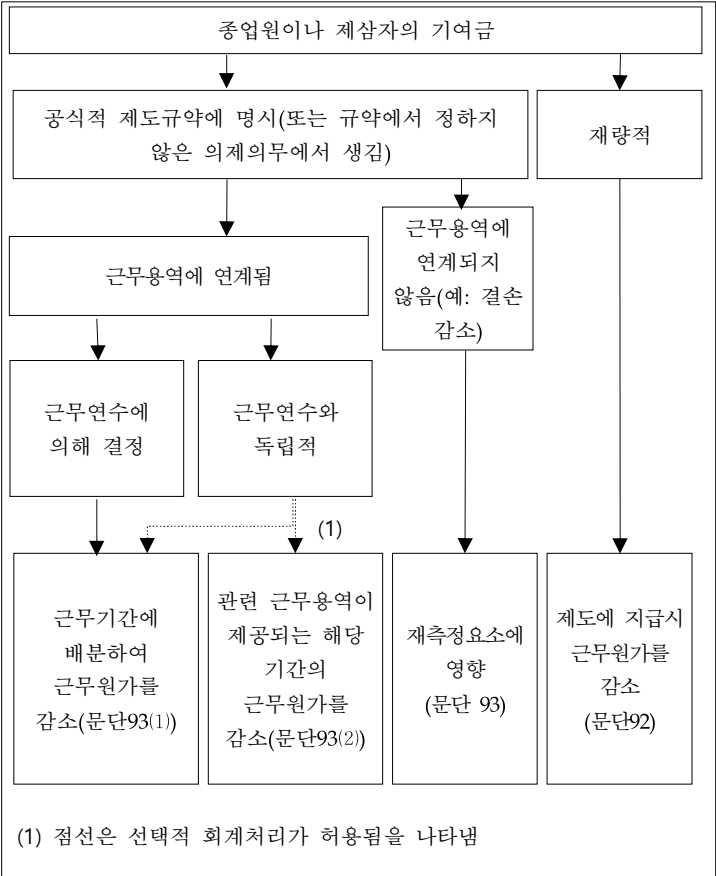 종업원이나 제삼자의 기여금
공식적 제도규약에 명시(또는 규약에서 정하지
않은 의제의무에서 생김)
재량적
근무용역에 연계됨
근무용역에
연계되지
않음(예: 결손
감소)
근무연수에
의해 결정
근무연수와
독립적
(1)
근무기간에
배분하여
근무원가를
감소(문단93⑴)
관련 근무용역이
제공되는 해당
기간의
근무원가를
감소(문단93⑵)
재측정요소에
영향
(문단 93)
제도에 지급시
근무원가를
감소
(문단92)
(1) 점선은 선택적 회계처리가 허용됨을 나타냄